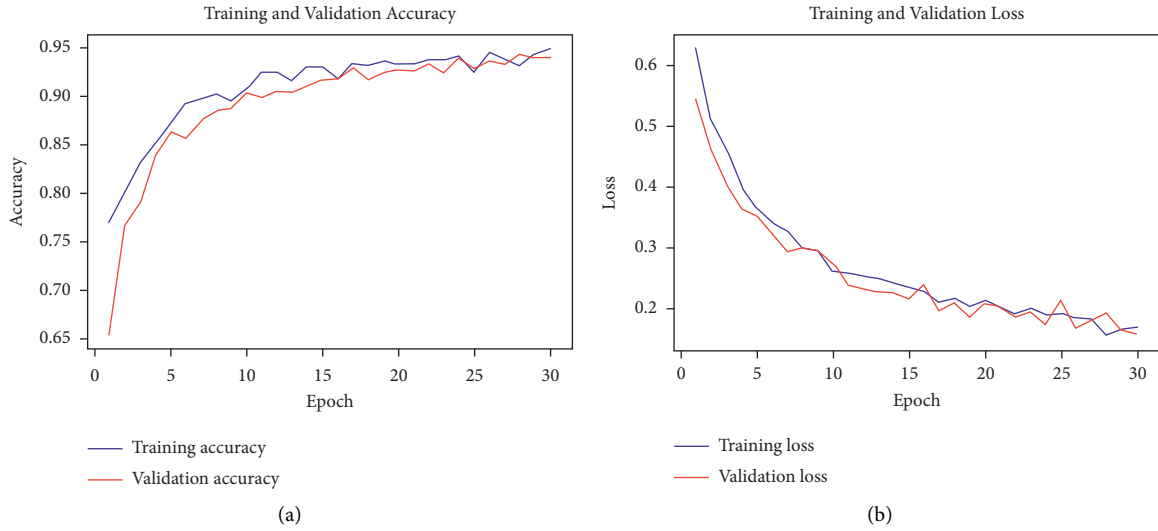 Training and Validation Accuracy
0.95
0.90
0.85
0.80
0.75
0.70
0.65
Accuracy
0 5 10 15 20 25 30
Epoch
Training accuracy
Validation accuracy
(a)
Training and Validation Loss
0.6
0.5
0.4
0.3
0.2
Loss
0 5 10 15 20 25 30
Epoch
Training loss
Validation loss
(b)